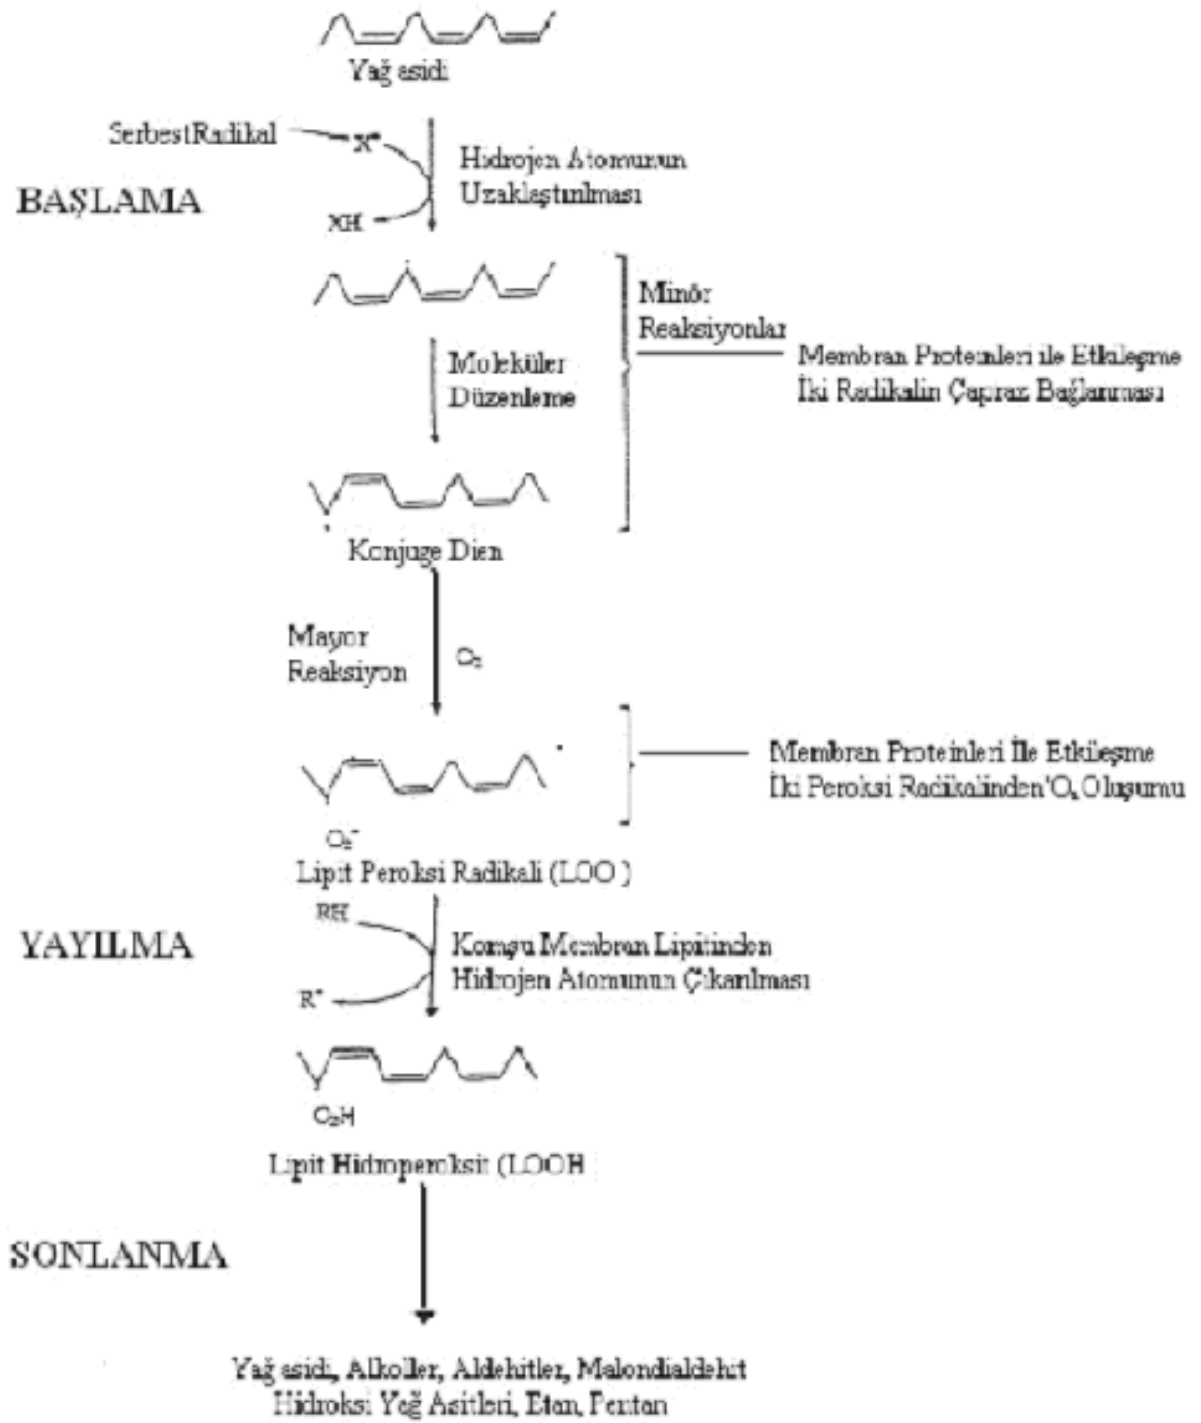 Yağ asidi
Serbest Radikal
X•
Hidrojen Atomunun
Uzaklaştırılması
BAŞLAMA
XH
Minör
Reaksiyonlar
Membran Proteinleri ile Etkileşme
İki Radikalin Çapraz Bağlanması
Moleküler
Düzenleme
Konjuge Dien
Mayor
Reaksiyon
O₂
Membran Proteinleri İle Etkileşme
İki Peroksi Radikalinden 'O₂ Oluşumu
O₂•
Lipit Peroksi Radikali (LOO )
RH
YAYILMA
Komşu Membran Lipitinden
Hidrojen Atomunun Çıkarılması
R•
O₂H
Lipit Hidroperoksit (LOOH
SONLANMA
Yağ asidi, Alkoller, Aldehitler, Malondialdehit
Hidroksi Yağ Asitleri, Etan, Pentan